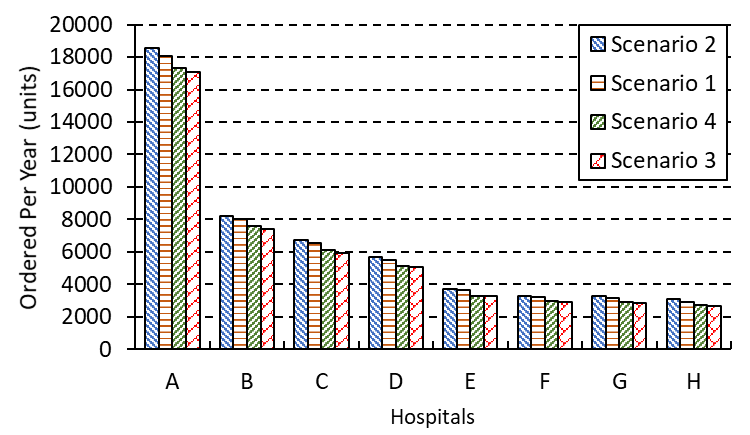 20000
18000
16000
14000
12000
10000
8000
6000
4000
2000
0
Ordered Per Year (units)
Scenario 2
Scenario 1
Scenario 4
Scenario 3
A B C D E F G H
Hospitals